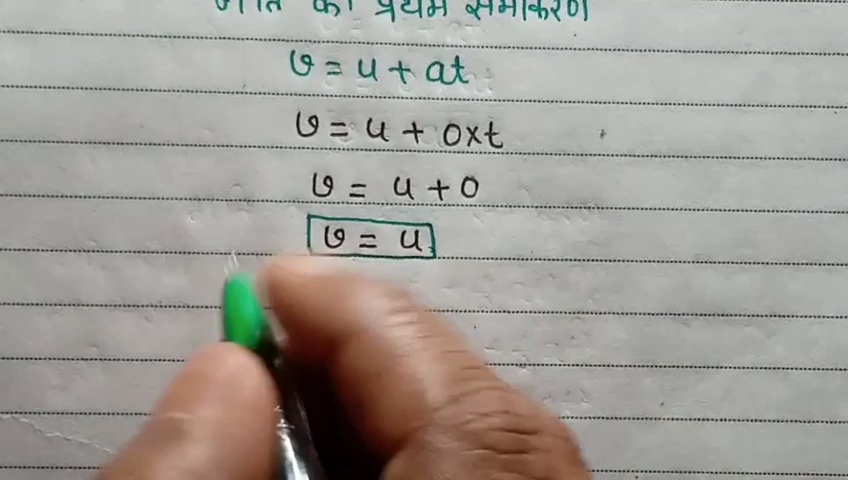 गति का प्रथम समीकरण
v = u + at
v = u + 0×t
v = u + 0
v = u